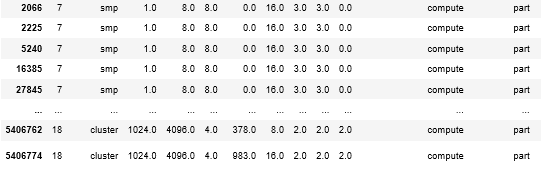 2066 7 smp 1.0 8.0 8.0 0.0 16.0 3.0 3.0 0.0 compute part
2225 7 smp 1.0 8.0 8.0 0.0 16.0 3.0 3.0 0.0 compute part
5240 7 smp 1.0 8.0 8.0 0.0 16.0 3.0 3.0 0.0 compute part
16385 7 smp 1.0 8.0 8.0 0.0 16.0 3.0 3.0 0.0 compute part
27845 7 smp 1.0 8.0 8.0 0.0 16.0 3.0 3.0 0.0 compute part
... ... ... ... ... ... ... ... ... ... ... ... ...
5406762 18 cluster 1024.0 4096.0 4.0 378.0 8.0 2.0 2.0 2.0 compute part
5406774 18 cluster 1024.0 4096.0 4.0 983.0 16.0 2.0 2.0 2.0 compute part